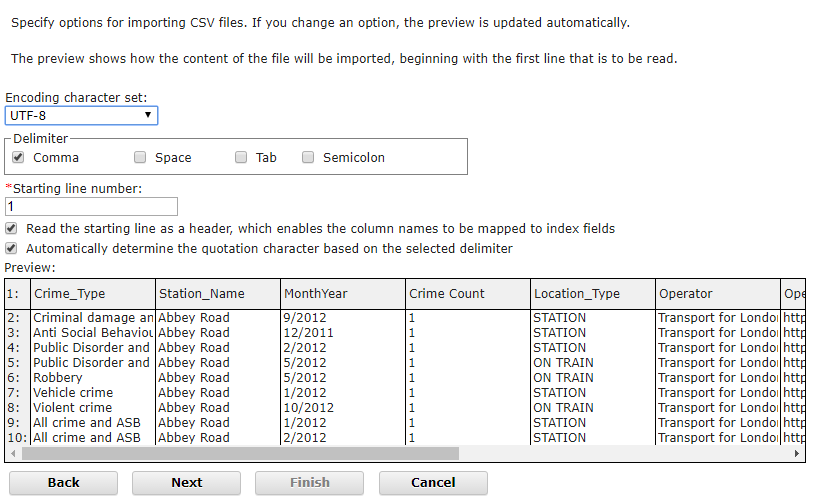 Specify options for importing CSV files. If you change an option, the preview is updated automatically.
The preview shows how the content of the file will be imported, beginning with the first line that is to be read.
Encoding character set:
UTF-8
Delimiter
Comma Space Tab Semicolon
*Starting line number:
1
Read the starting line as a header, which enables the column names to be mapped to index fields
Automatically determine the quotation character based on the selected delimiter
Preview:
1: Crime_Type Station_Name MonthYear Crime Count Location_Type Operator Ope
2: Criminal damage an Abbey Road 9/2012 1 STATION Transport for Londo http
3: Anti Social Behaviou Abbey Road 12/2011 1 STATION Transport for Londo http
4: Public Disorder and Abbey Road 2/2012 1 STATION Transport for Londo http
5: Public Disorder and Abbey Road 5/2012 1 ON TRAIN Transport for Londo http
6: Robbery Abbey Road 5/2012 1 ON TRAIN Transport for Londo http
7: Vehicle crime Abbey Road 1/2012 1 STATION Transport for Londo http
8: Violent crime Abbey Road 10/2012 1 ON TRAIN Transport for Londo http
9: All crime and ASB Abbey Road 1/2012 1 STATION Transport for Londo http
10: All crime and ASB Abbey Road 2/2012 1 STATION Transport for Londo http
Back Next Finish Cancel